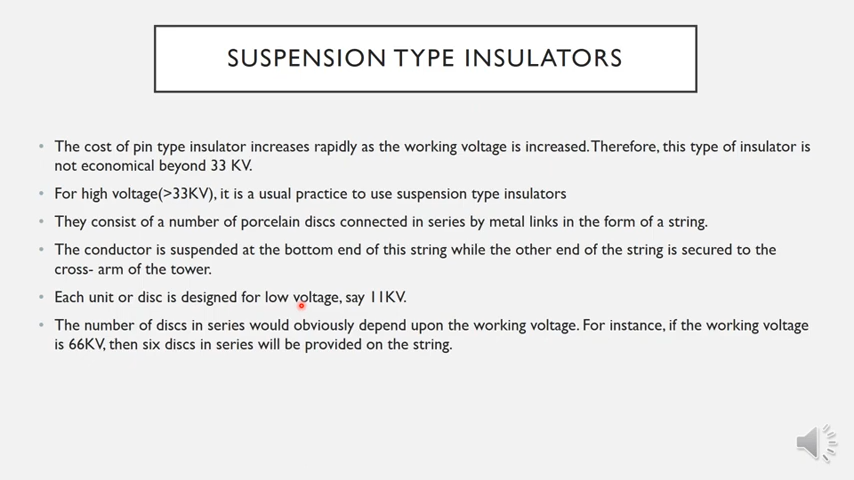 SUSPENSION TYPE INSULATORS
• The cost of pin type insulator increases rapidly as the working voltage is increased. Therefore, this type of insulator is
not economical beyond 33 KV.
• For high voltage(>33KV), it is a usual practice to use suspension type insulators
• They consist of a number of porcelain discs connected in series by metal links in the form of a string.
• The conductor is suspended at the bottom end of this string while the other end of the string is secured to the
cross- arm of the tower.
• Each unit or disc is designed for low voltage, say 11KV.
• The number of discs in series would obviously depend upon the working voltage. For instance, if the working voltage
is 66KV, then six discs in series will be provided on the string.